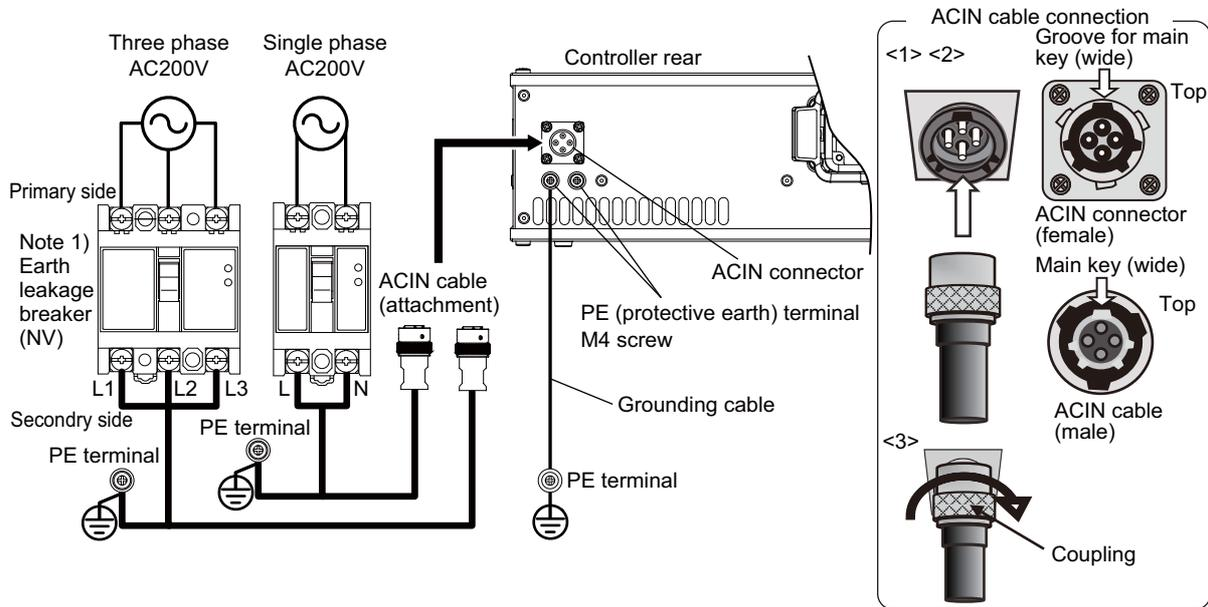 Three phase
AC200V
Single phase
AC200V
Controller rear
Primary side
Note 1)
Earth
leakage
breaker
(NV)
L1
L2
L3
L
N
Secondry side
PE terminal
PE terminal
ACIN cable
(attachment)
ACIN connector
PE (protective earth) terminal
M4 screw
Grounding cable
PE terminal
ACIN cable connection
<1> <2>
Groove for main
key (wide)
Top
ACIN connector
(female)
Main key (wide)
Top
ACIN cable
(male)
<3>
Coupling